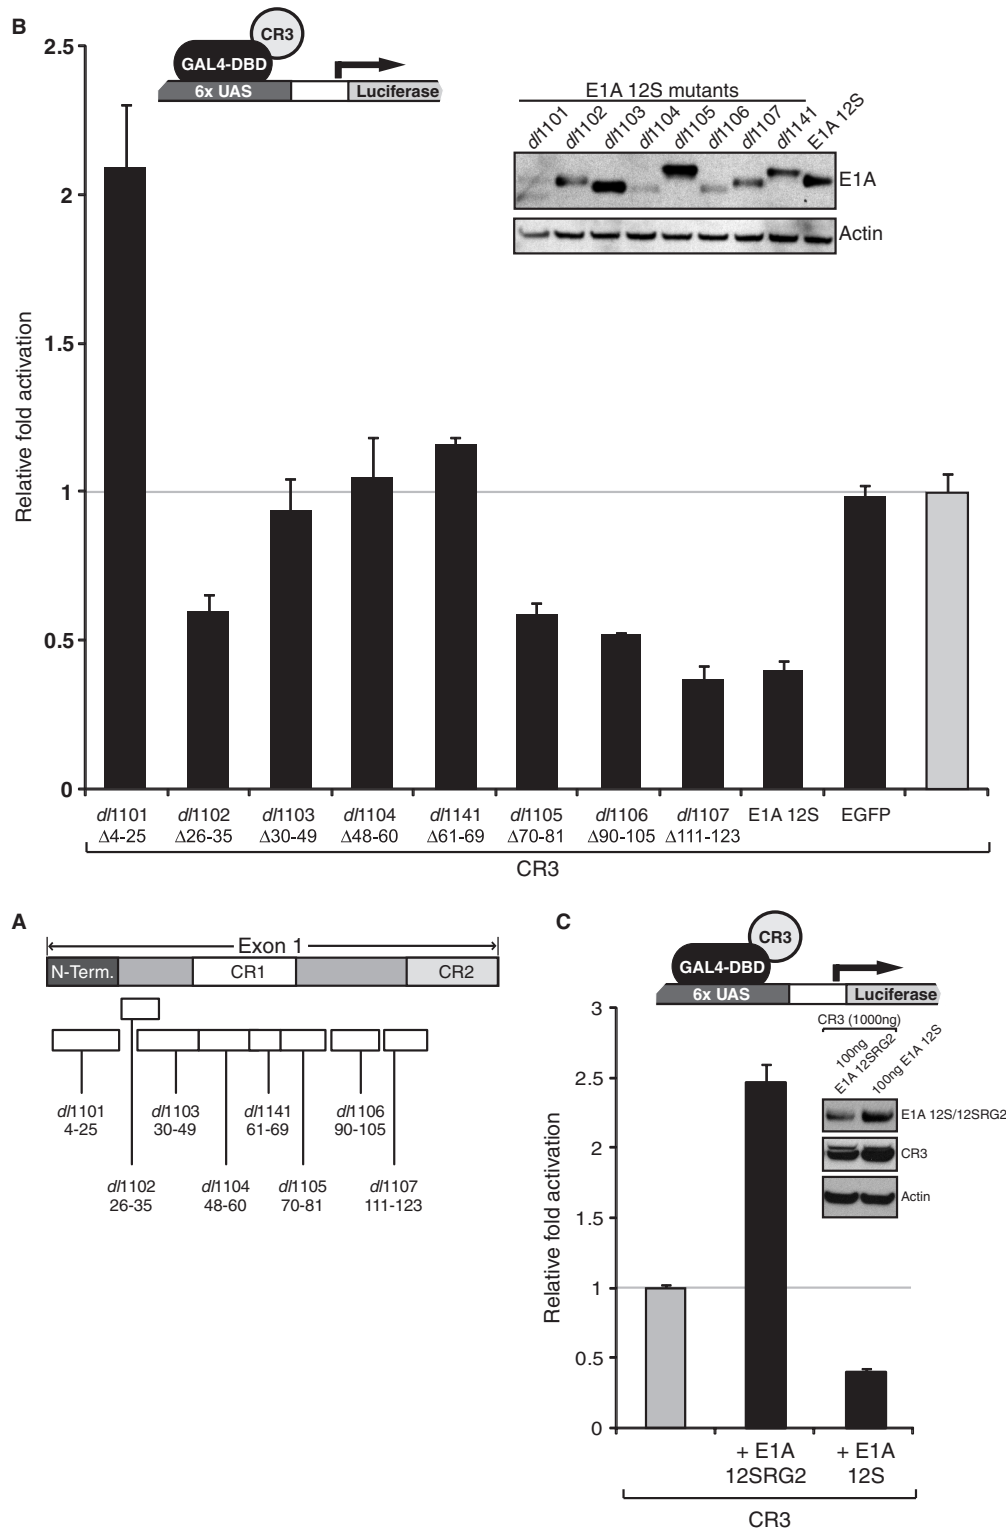 B
CR3
GAL4-DBD
6x UAS
Luciferase
E1A 12S mutants
dl1101
dl1102
dl1103
dl1104
dl1105
dl1106
dl1107
dl1141
E1A 12S
E1A
Actin
Relative fold activation
2.5
2
1.5
1
0.5
0
dl1101 dl1102 dl1103 dl1104 dl1141 dl1105 dl1106 dl1107 E1A 12S EGFP
Δ4-25 Δ26-35 Δ30-49 Δ48-60 Δ61-69 Δ70-81 Δ90-105 Δ111-123
CR3
A
Exon 1
N-Term. CR1 CR2
dl1101 dl1103 dl1141 dl1106
4-25 30-49 61-69 90-105
dl1102 dl1104 dl1105 dl1107
26-35 48-60 70-81 111-123
C
CR3
GAL4-DBD
6x UAS
Luciferase
CR3 (1000ng)
100ng
E1A 12SRG2
100ng E1A 12S
E1A 12S/12SRG2
CR3
Actin
Relative fold activation
3
2.5
2
1.5
1
0.5
0
+ E1A + E1A
12SRG2 12S
CR3